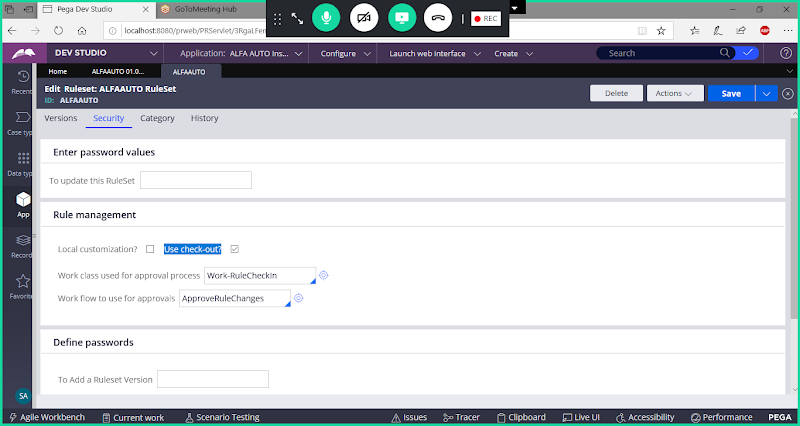 Pega Dev Studio
GoToMeeting Hub
REC
localhost:8080/prweb/PRServlet/3RgaLFen
ABP
DEV STUDIO
Application: ALFA AUTO Ins...
Configure
Launch web interface
Create
Search
Home
ALFAAUTO 01.0...
ALFAAUTO
Recent
Edit Ruleset: ALFAAUTO RuleSet
ID: ALFAAUTO
Delete
Actions
Save
Versions
Security
Category
History
Case type
Enter password values
Data typ
To update this RuleSet
App
Rule management
Records
Local customization?
Use check-out?
Work class used for approval process
Work-RuleCheckIn
Favorite
Work flow to use for approvals
ApproveRuleChanges
Define passwords
To Add a Ruleset Version
SA
Agile Workbench
Current work
Scenario Testing
Issues
Tracer
Clipboard
Live UI
Accessibility
Performance
PEGA